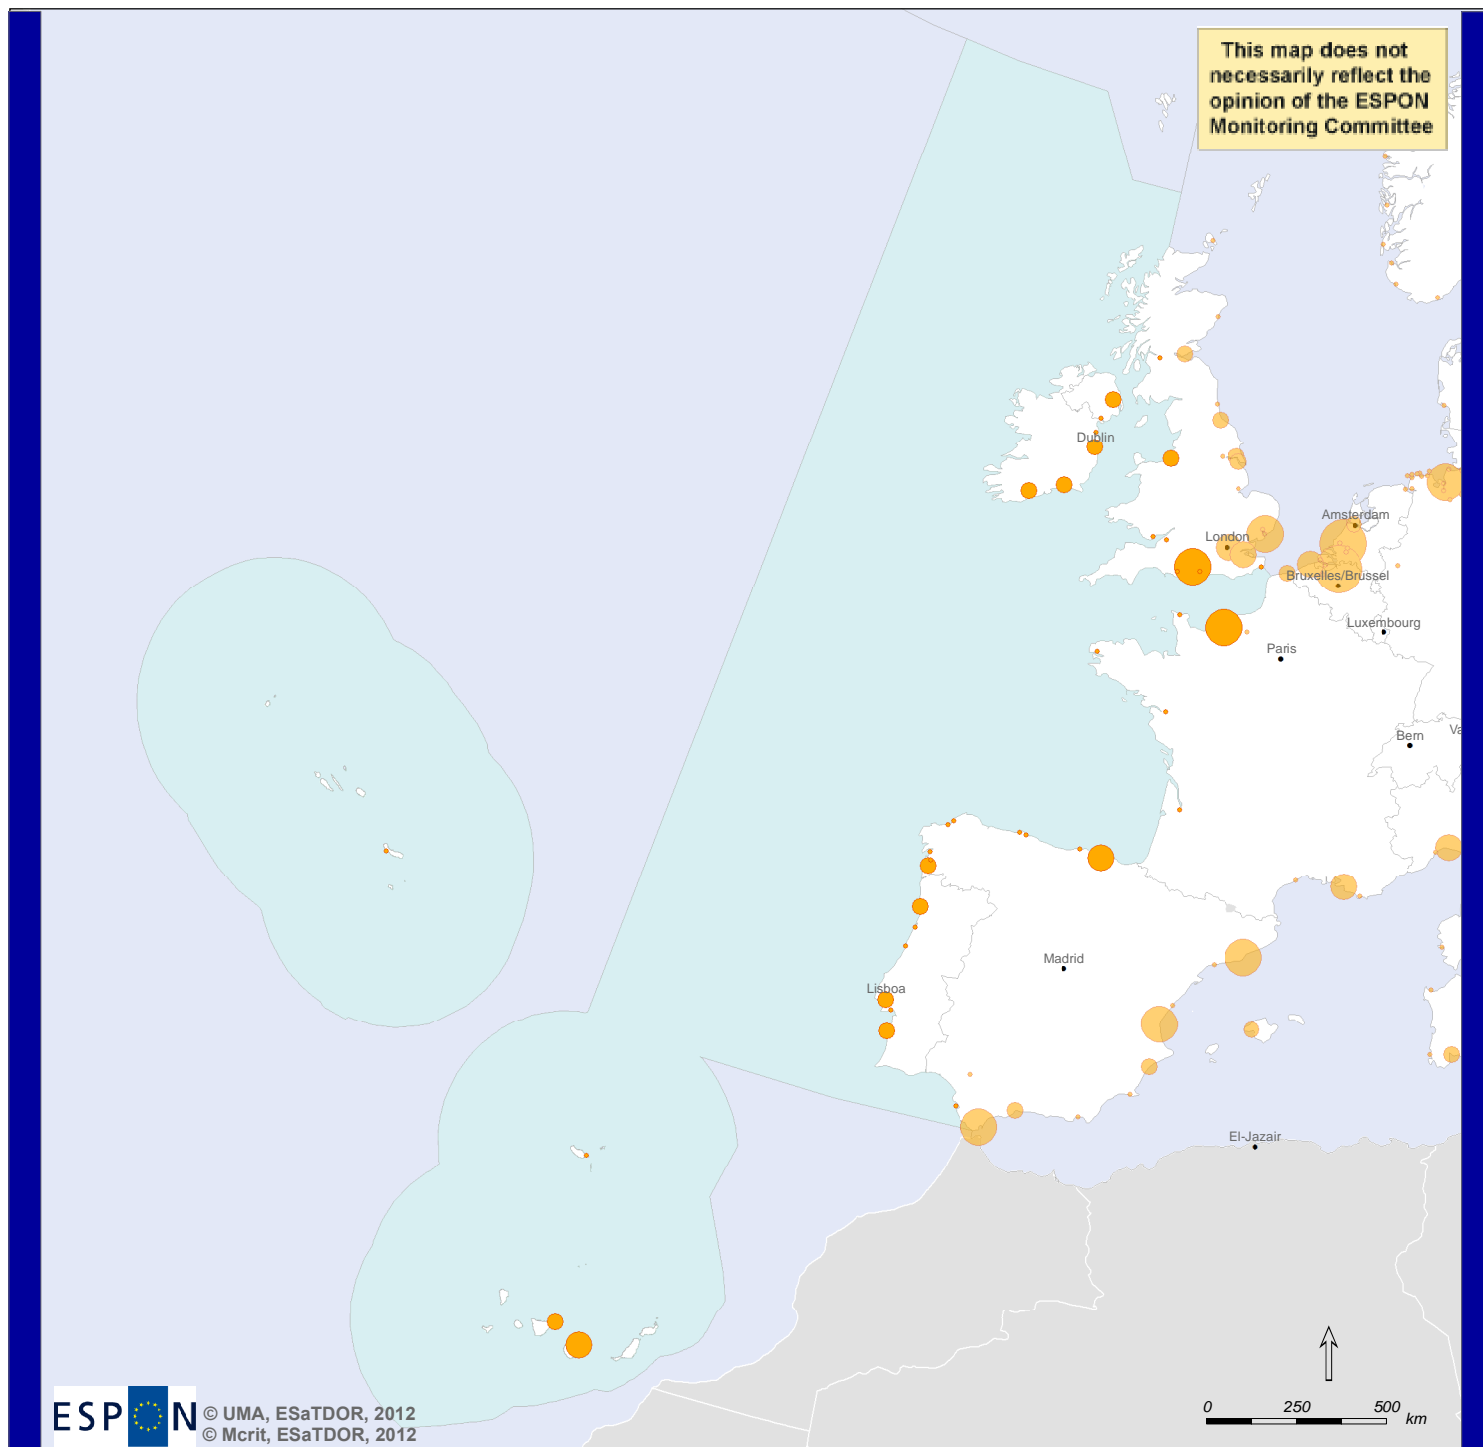 This map does not
necessarily reflect the
opinion of the ESPON
Monitoring Committee
Dublin
Amsterdam
London
Bruxelles/Brussel
Luxembourg
Paris
Bern
Va
Madrid
Lisboa
El-Jazair
0 250 500 km
ESPON
© UMA, ESaTDOR, 2012
© Mcrit, ESaTDOR, 2012